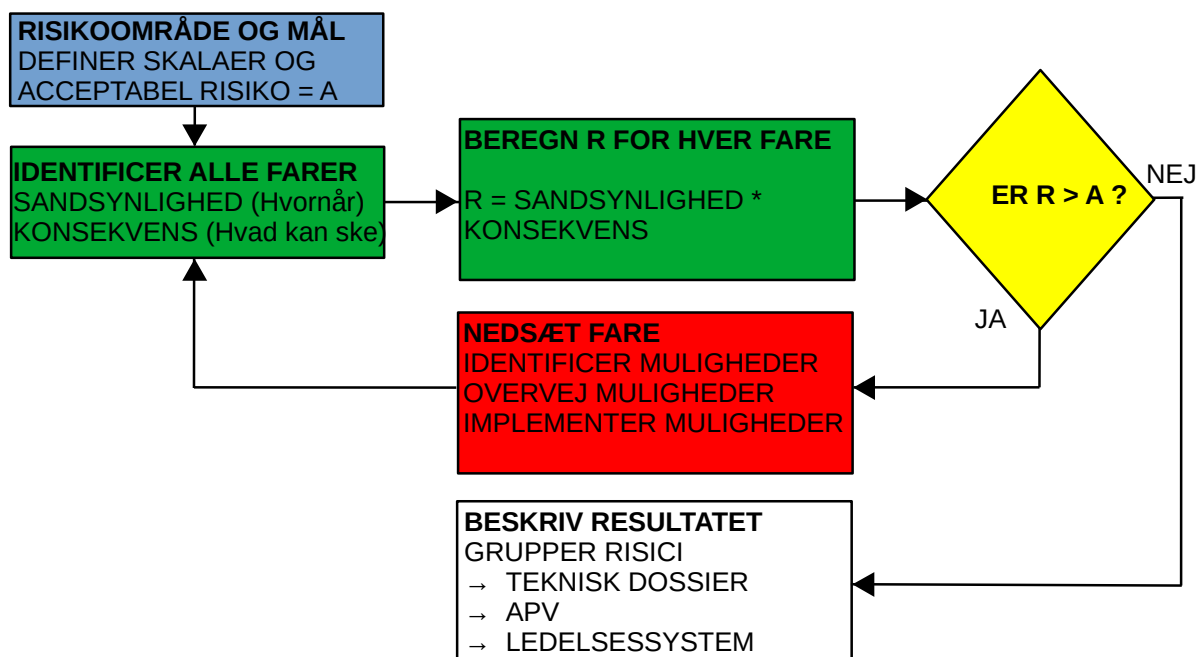 RISIKOOMRÅDE OG MÅL
DEFINER SKALAER OG
ACCEPTABEL RISIKO = A
IDENTIFICER ALLE FARER
SANDSYNLIGHED (Hvornår)
KONSEKVENS (Hvad kan ske)
BEREGN R FOR HVER FARE
R = SANDSYNLIGHED *
KONSEKVENS
ER R > A ?
NEJ
JA
NEDSÆT FARE
IDENTIFICER MULIGHEDER
OVERVEJ MULIGHEDER
IMPLEMENTER MULIGHEDER
BESKRIV RESULTATET
GRUPPER RISICI
→ TEKNISK DOSSIER
→ APV
→ LEDELSESSYSTEM